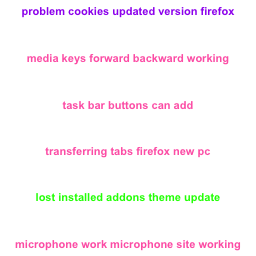 problem cookies updated version firefox
media keys forward backward working
task bar buttons can add
transferring tabs firefox new pc
lost installed addons theme update
microphone work microphone site working